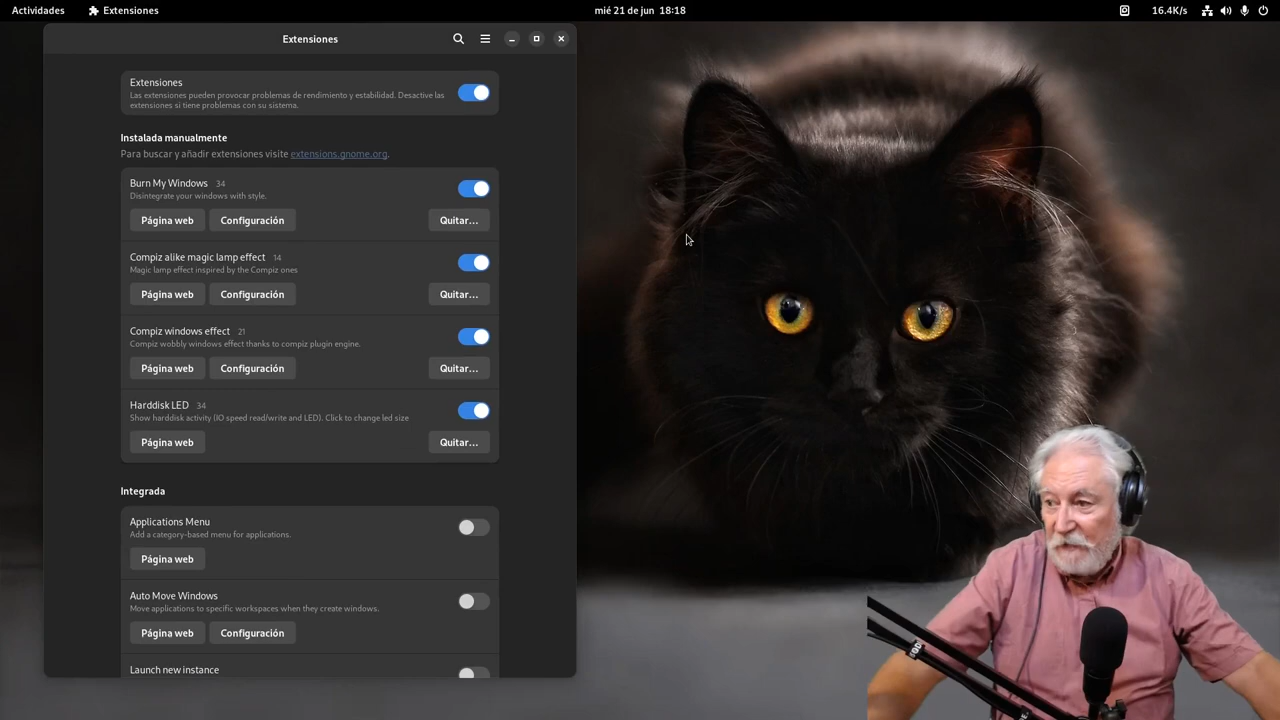 Actividades Extensiones mié 21 de jun 18:18 16.4K/s
Extensiones
Extensiones
Las extensiones pueden provocar problemas de rendimiento y estabilidad. Desactive las
extensiones si tiene problemas con su sistema.
Instalada manualmente
Para buscar y añadir extensiones visite extensions.gnome.org.
Burn My Windows 34
Disintegrate your windows with style.
Página web Configuración Quitar...
Compiz alike magic lamp effect 14
Magic lamp effect inspired by the Compiz ones
Página web Configuración Quitar...
Compiz windows effect 21
Compiz wobbly windows effect thanks to compiz plugin engine.
Página web Configuración Quitar...
Harddisk LED 34
Show harddisk activity (IO speed read/write and LED). Click to change led size
Página web Quitar...
Integrada
Applications Menu
Add a category-based menu for applications.
Página web
Auto Move Windows
Move applications to specific workspaces when they create windows.
Página web Configuración
Launch new instance